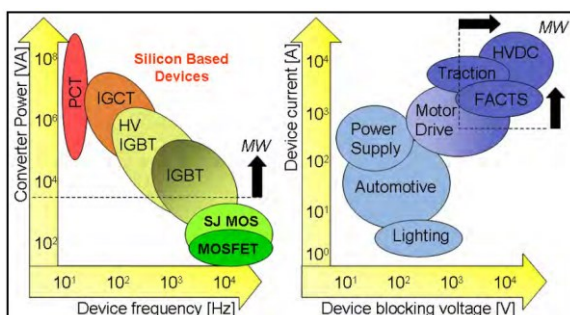 Converter Power [VA]
10⁸
10⁶
10⁴
10²
Silicon Based
Devices
PCT
IGCT
HV
IGBT
IGBT
MW
SJ MOS
MOSFET
10¹ 10² 10³ 10⁴
Device frequency [Hz]
Device current [A]
10⁴
10³
10²
10¹
10⁰
MW
HVDC
Traction
FACTS
Motor
Drive
Power
Supply
Automotive
Lighting
10¹ 10² 10³ 10⁴
Device blocking voltage [V]